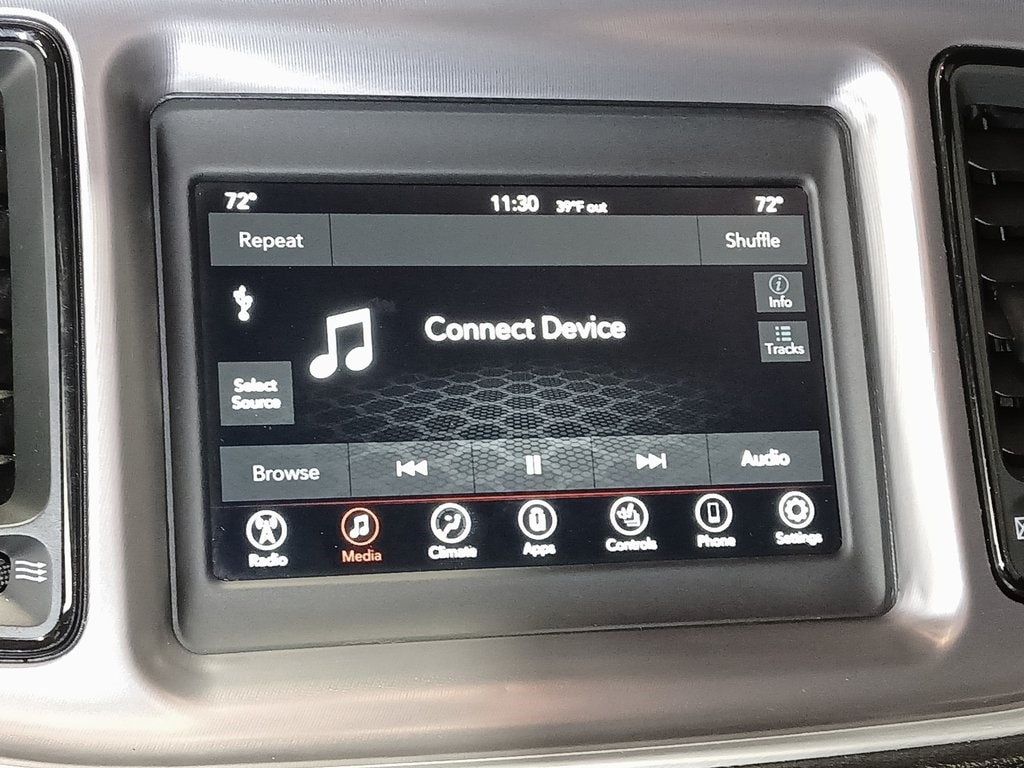 72° 11:30 39°F out 72°
Repeat Shuffle
Info
Connect Device
Tracks
Select
Source
Browse Audio
Radio Media Climate Apps Controls Phone Settings